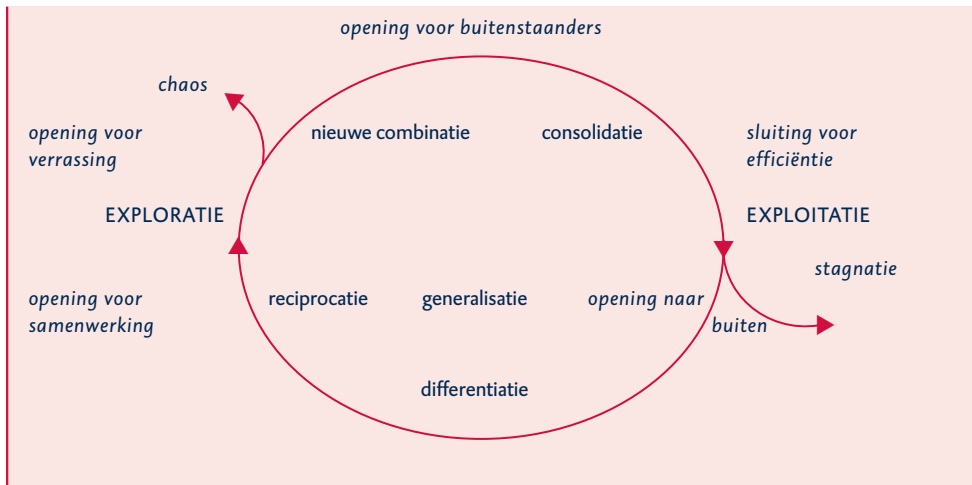 opening voor buitenstaanders
chaos
opening voor
verrassing
nieuwe combinatie
consolidatie
sluiting voor
efficiëntie
EXPLORATIE
EXPLOITATIE
stagnatie
opening voor
samenwerking
reciprocatie
generalisatie
opening naar
buiten
differentiatie